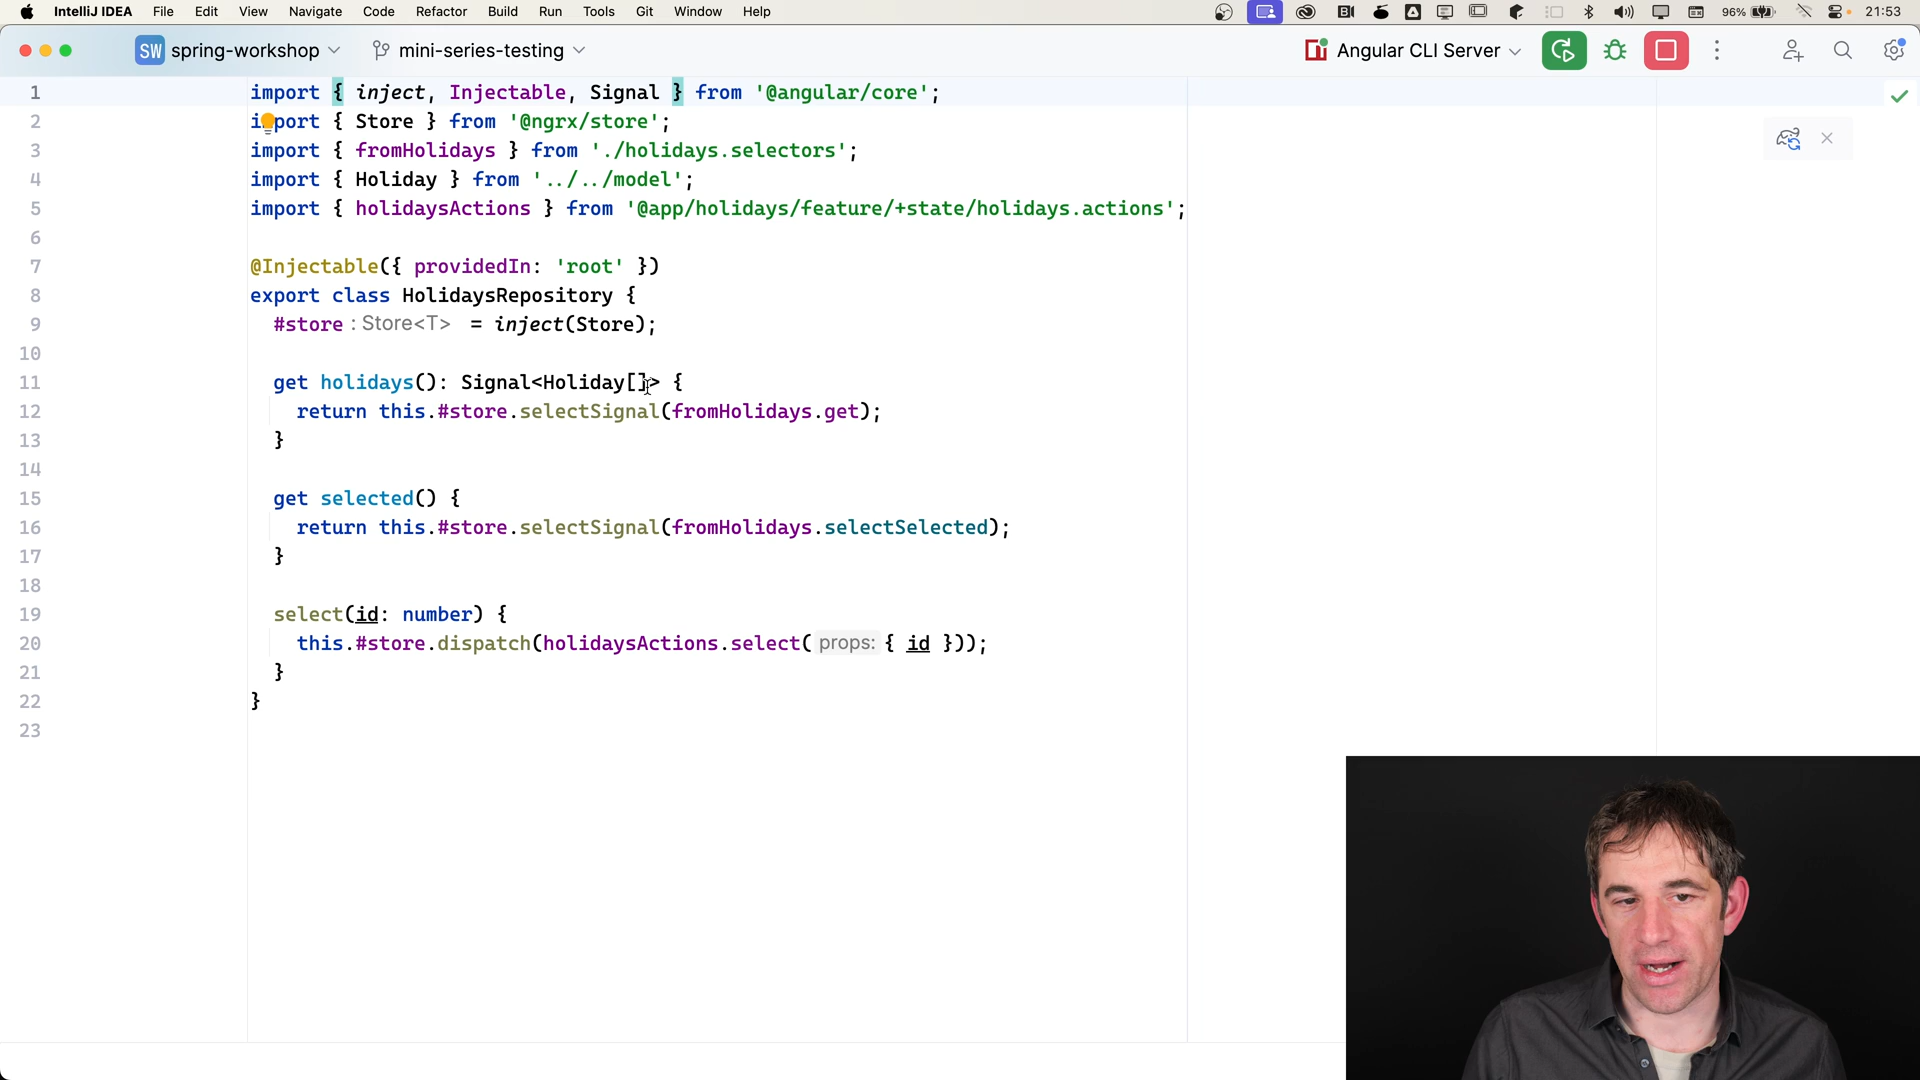 IntelliJ IDEA File Edit View Navigate Code Refactor Build Run Tools Git Window Help 96% 21:53
SW spring-workshop mini-series-testing Angular CLI Server
1 import { inject, Injectable, Signal } from '@angular/core';
2 import { Store } from '@ngrx/store';
3 import { fromHolidays } from './holidays.selectors';
4 import { Holiday } from '../../model';
5 import { holidaysActions } from '@app/holidays/feature/+state/holidays.actions';
6
7 @Injectable({ providedIn: 'root' })
8 export class HolidaysRepository {
9 #store : Store<T> = inject(Store);
10
11 get holidays(): Signal<Holiday[]> {
12 return this.#store.selectSignal(fromHolidays.get);
13 }
14
15 get selected() {
16 return this.#store.selectSignal(fromHolidays.selectSelected);
17 }
18
19 select(id: number) {
20 this.#store.dispatch(holidaysActions.select( props: { id }));
21 }
22 }
23